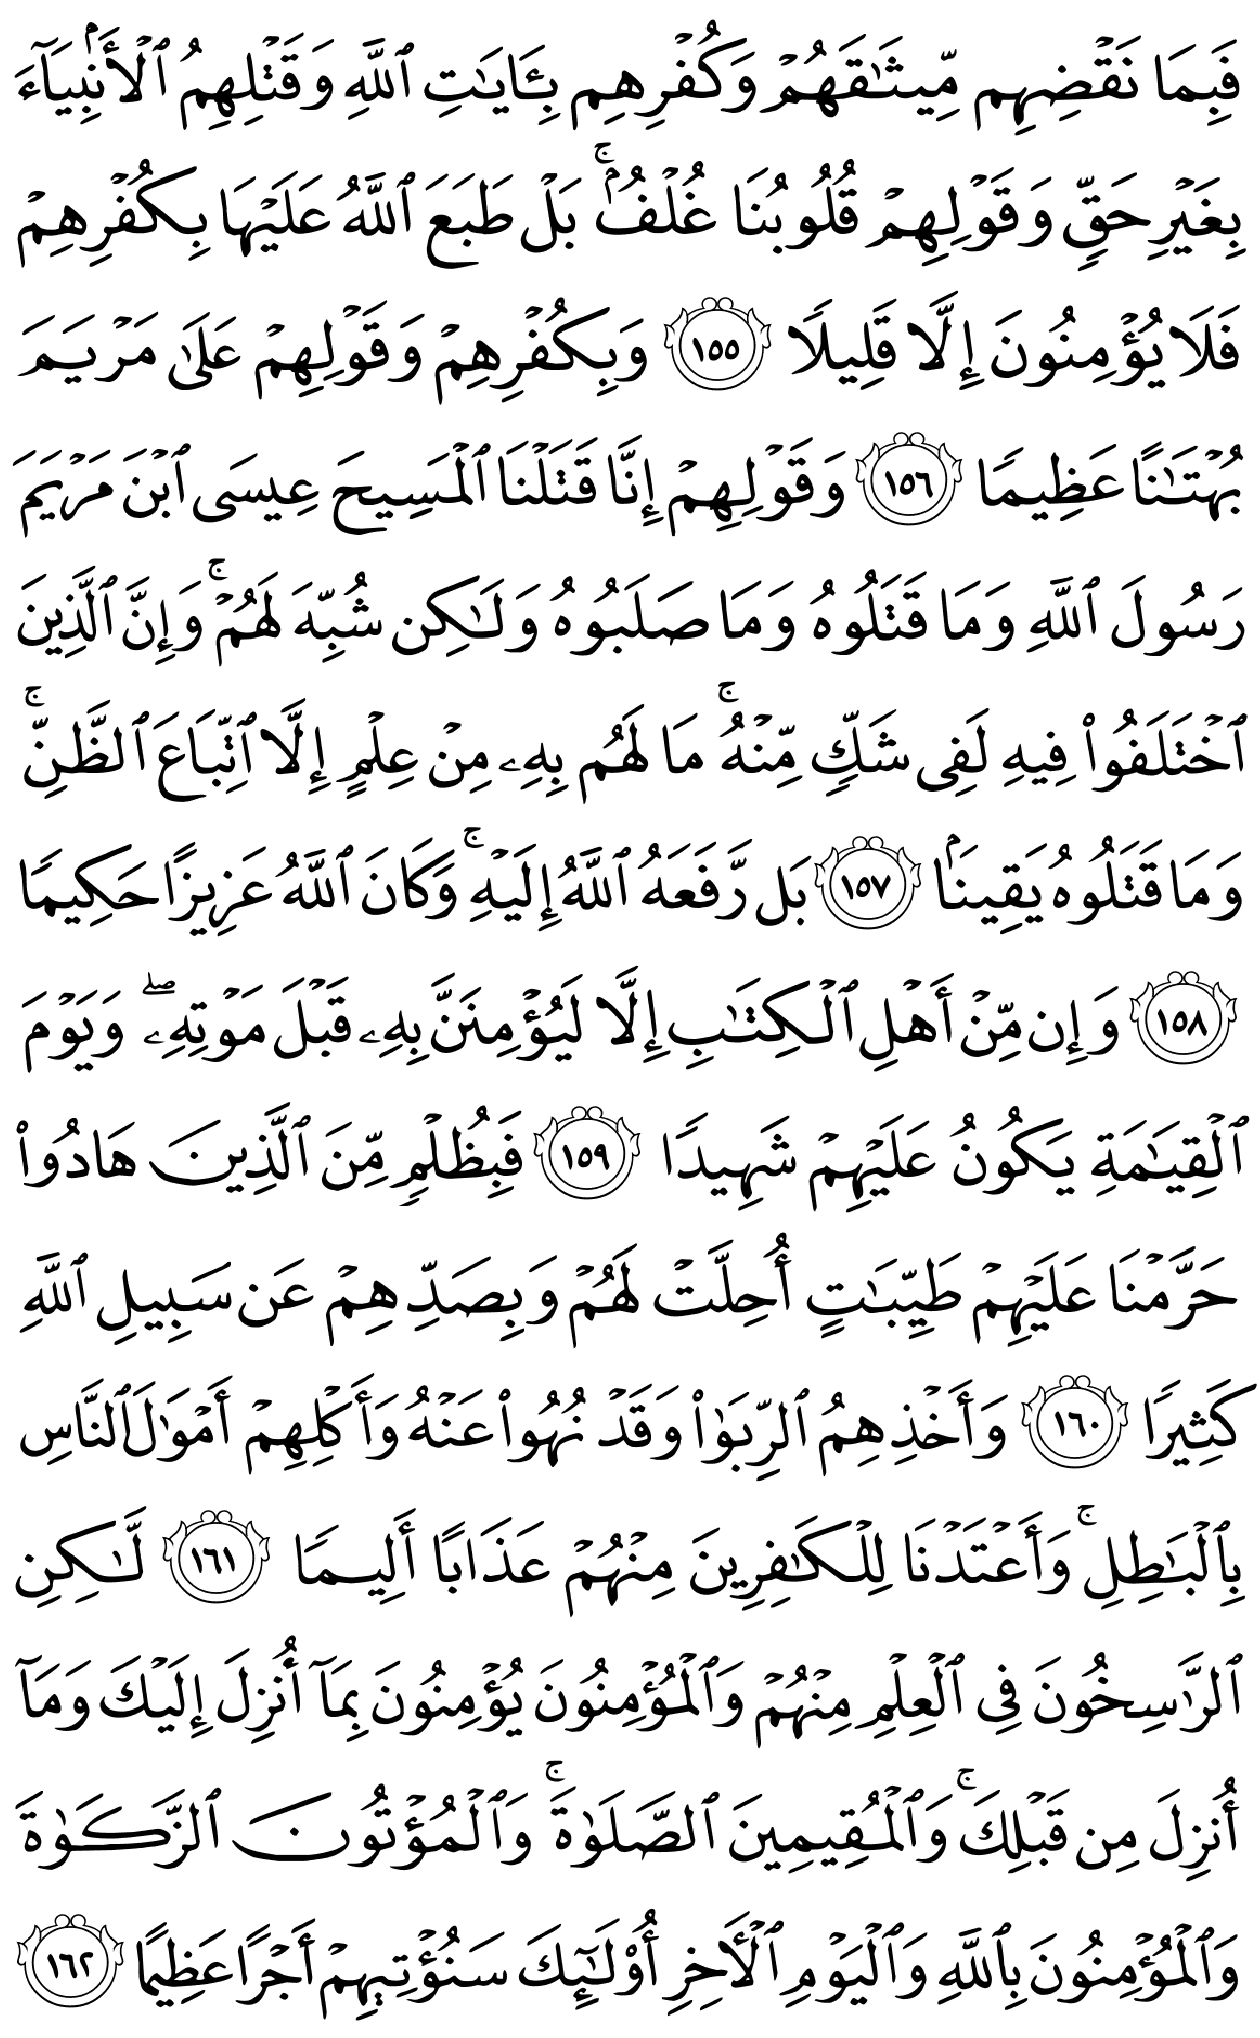 فَبِمَا نَقْضِهِم مِّيثَـٰقَهُمْ وَكُفْرِهِم بِـَٔايَـٰتِ ٱللَّهِ وَقَتْلِهِمُ ٱلْأَنۢبِيَآءَ
بِغَيْرِ حَقٍّ وَقَوْلِهِمْ قُلُوبُنَا غُلْفٌۢ ۚ بَلْ طَبَعَ ٱللَّهُ عَلَيْهَا بِكُفْرِهِمْ
فَلَا يُؤْمِنُونَ إِلَّا قَلِيلًا ١٥٥ وَبِكُفْرِهِمْ وَقَوْلِهِمْ عَلَىٰ مَرْيَمَ
بُهْتَـٰنًا عَظِيمًا ١٥٦ وَقَوْلِهِمْ إِنَّا قَتَلْنَا ٱلْمَسِيحَ عِيسَى ٱبْنَ مَرْيَمَ
رَسُولَ ٱللَّهِ وَمَا قَتَلُوهُ وَمَا صَلَبُوهُ وَلَـٰكِن شُبِّهَ لَهُمْ ۚ وَإِنَّ ٱلَّذِينَ
ٱخْتَلَفُوا۟ فِيهِ لَفِى شَكٍّ مِّنْهُ ۚ مَا لَهُم بِهِۦ مِنْ عِلْمٍ إِلَّا ٱتِّبَاعَ ٱلظَّنِّ ۚ
وَمَا قَتَلُوهُ يَقِينًۢا ١٥٧ بَل رَّفَعَهُ ٱللَّهُ إِلَيْهِ ۚ وَكَانَ ٱللَّهُ عَزِيزًا حَكِيمًا
١٥٨ وَإِن مِّنْ أَهْلِ ٱلْكِتَـٰبِ إِلَّا لَيُؤْمِنَنَّ بِهِۦ قَبْلَ مَوْتِهِۦ ۖ وَيَوْمَ
ٱلْقِيَـٰمَةِ يَكُونُ عَلَيْهِمْ شَهِيدًا ١٥٩ فَبِظُلْمٍ مِّنَ ٱلَّذِينَ هَادُوا۟
حَرَّمْنَا عَلَيْهِمْ طَيِّبَـٰتٍ أُحِلَّتْ لَهُمْ وَبِصَدِّهِمْ عَن سَبِيلِ ٱللَّهِ
كَثِيرًا ١٦٠ وَأَخْذِهِمُ ٱلرِّبَوٰا۟ وَقَدْ نُهُوا۟ عَنْهُ وَأَكْلِهِمْ أَمْوَٰلَ ٱلنَّاسِ
بِٱلْبَـٰطِلِ ۚ وَأَعْتَدْنَا لِلْكَـٰفِرِينَ مِنْهُمْ عَذَابًا أَلِيمًا ١٦١ لَّـٰكِنِ
ٱلرَّٰسِخُونَ فِى ٱلْعِلْمِ مِنْهُمْ وَٱلْمُؤْمِنُونَ يُؤْمِنُونَ بِمَآ أُنزِلَ إِلَيْكَ وَمَآ
أُنزِلَ مِن قَبْلِكَ ۚ وَٱلْمُقِيمِينَ ٱلصَّلَوٰةَ ۚ وَٱلْمُؤْتُونَ ٱلزَّكَوٰةَ
وَٱلْمُؤْمِنُونَ بِٱللَّهِ وَٱلْيَوْمِ ٱلْـَٔاخِرِ أُو۟لَـٰٓئِكَ سَنُؤْتِيهِمْ أَجْرًا عَظِيمًا ١٦٢